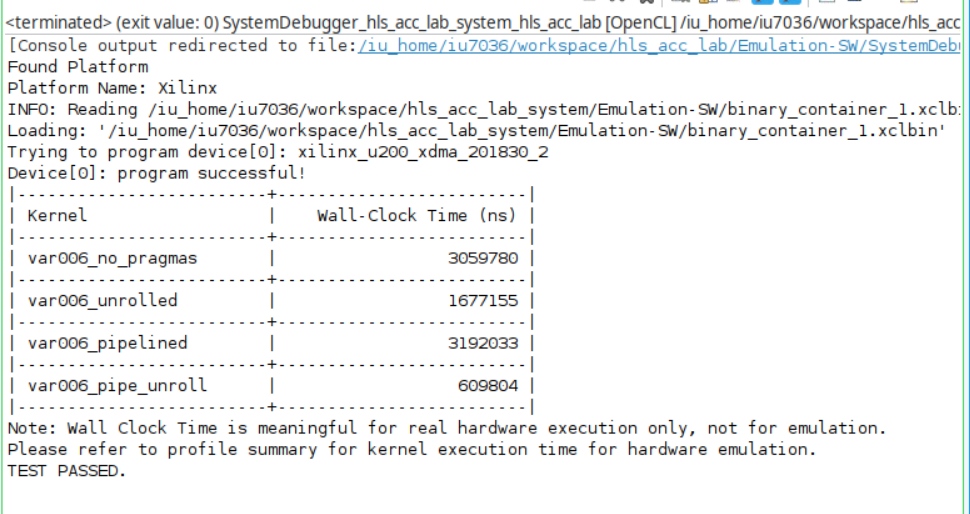 <terminated> (exit value: 0) SystemDebugger_hls_acc_lab_system_hls_acc_lab [OpenCL] /iu_home/iu7036/workspace/hls_acc
[Console output redirected to file:/iu_home/iu7036/workspace/hls_acc_lab/Emulation-SW/SystemDeb
Found Platform
Platform Name: Xilinx
INFO: Reading /iu_home/iu7036/workspace/hls_acc_lab_system/Emulation-SW/binary_container_1.xclb
Loading: '/iu_home/iu7036/workspace/hls_acc_lab_system/Emulation-SW/binary_container_1.xclbin'
Trying to program device[0]: xilinx_u200_xdma_201830_2
Device[0]: program successful!
|-------------------------+-------------------------|
| Kernel | Wall-Clock Time (ns) |
|-------------------------+-------------------------|
| var006_no_pragmas | 3059780 |
|-------------------------+-------------------------|
| var006_unrolled | 1677155 |
|-------------------------+-------------------------|
| var006_pipelined | 3192033 |
|-------------------------+-------------------------|
| var006_pipe_unroll | 609804 |
|-------------------------+-------------------------|
Note: Wall Clock Time is meaningful for real hardware execution only, not for emulation.
Please refer to profile summary for kernel execution time for hardware emulation.
TEST PASSED.